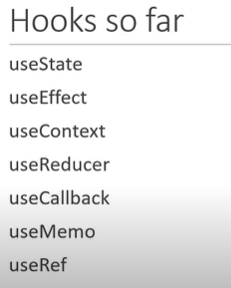 Hooks so far
useState
useEffect
useContext
useReducer
useCallback
useMemo
useRef